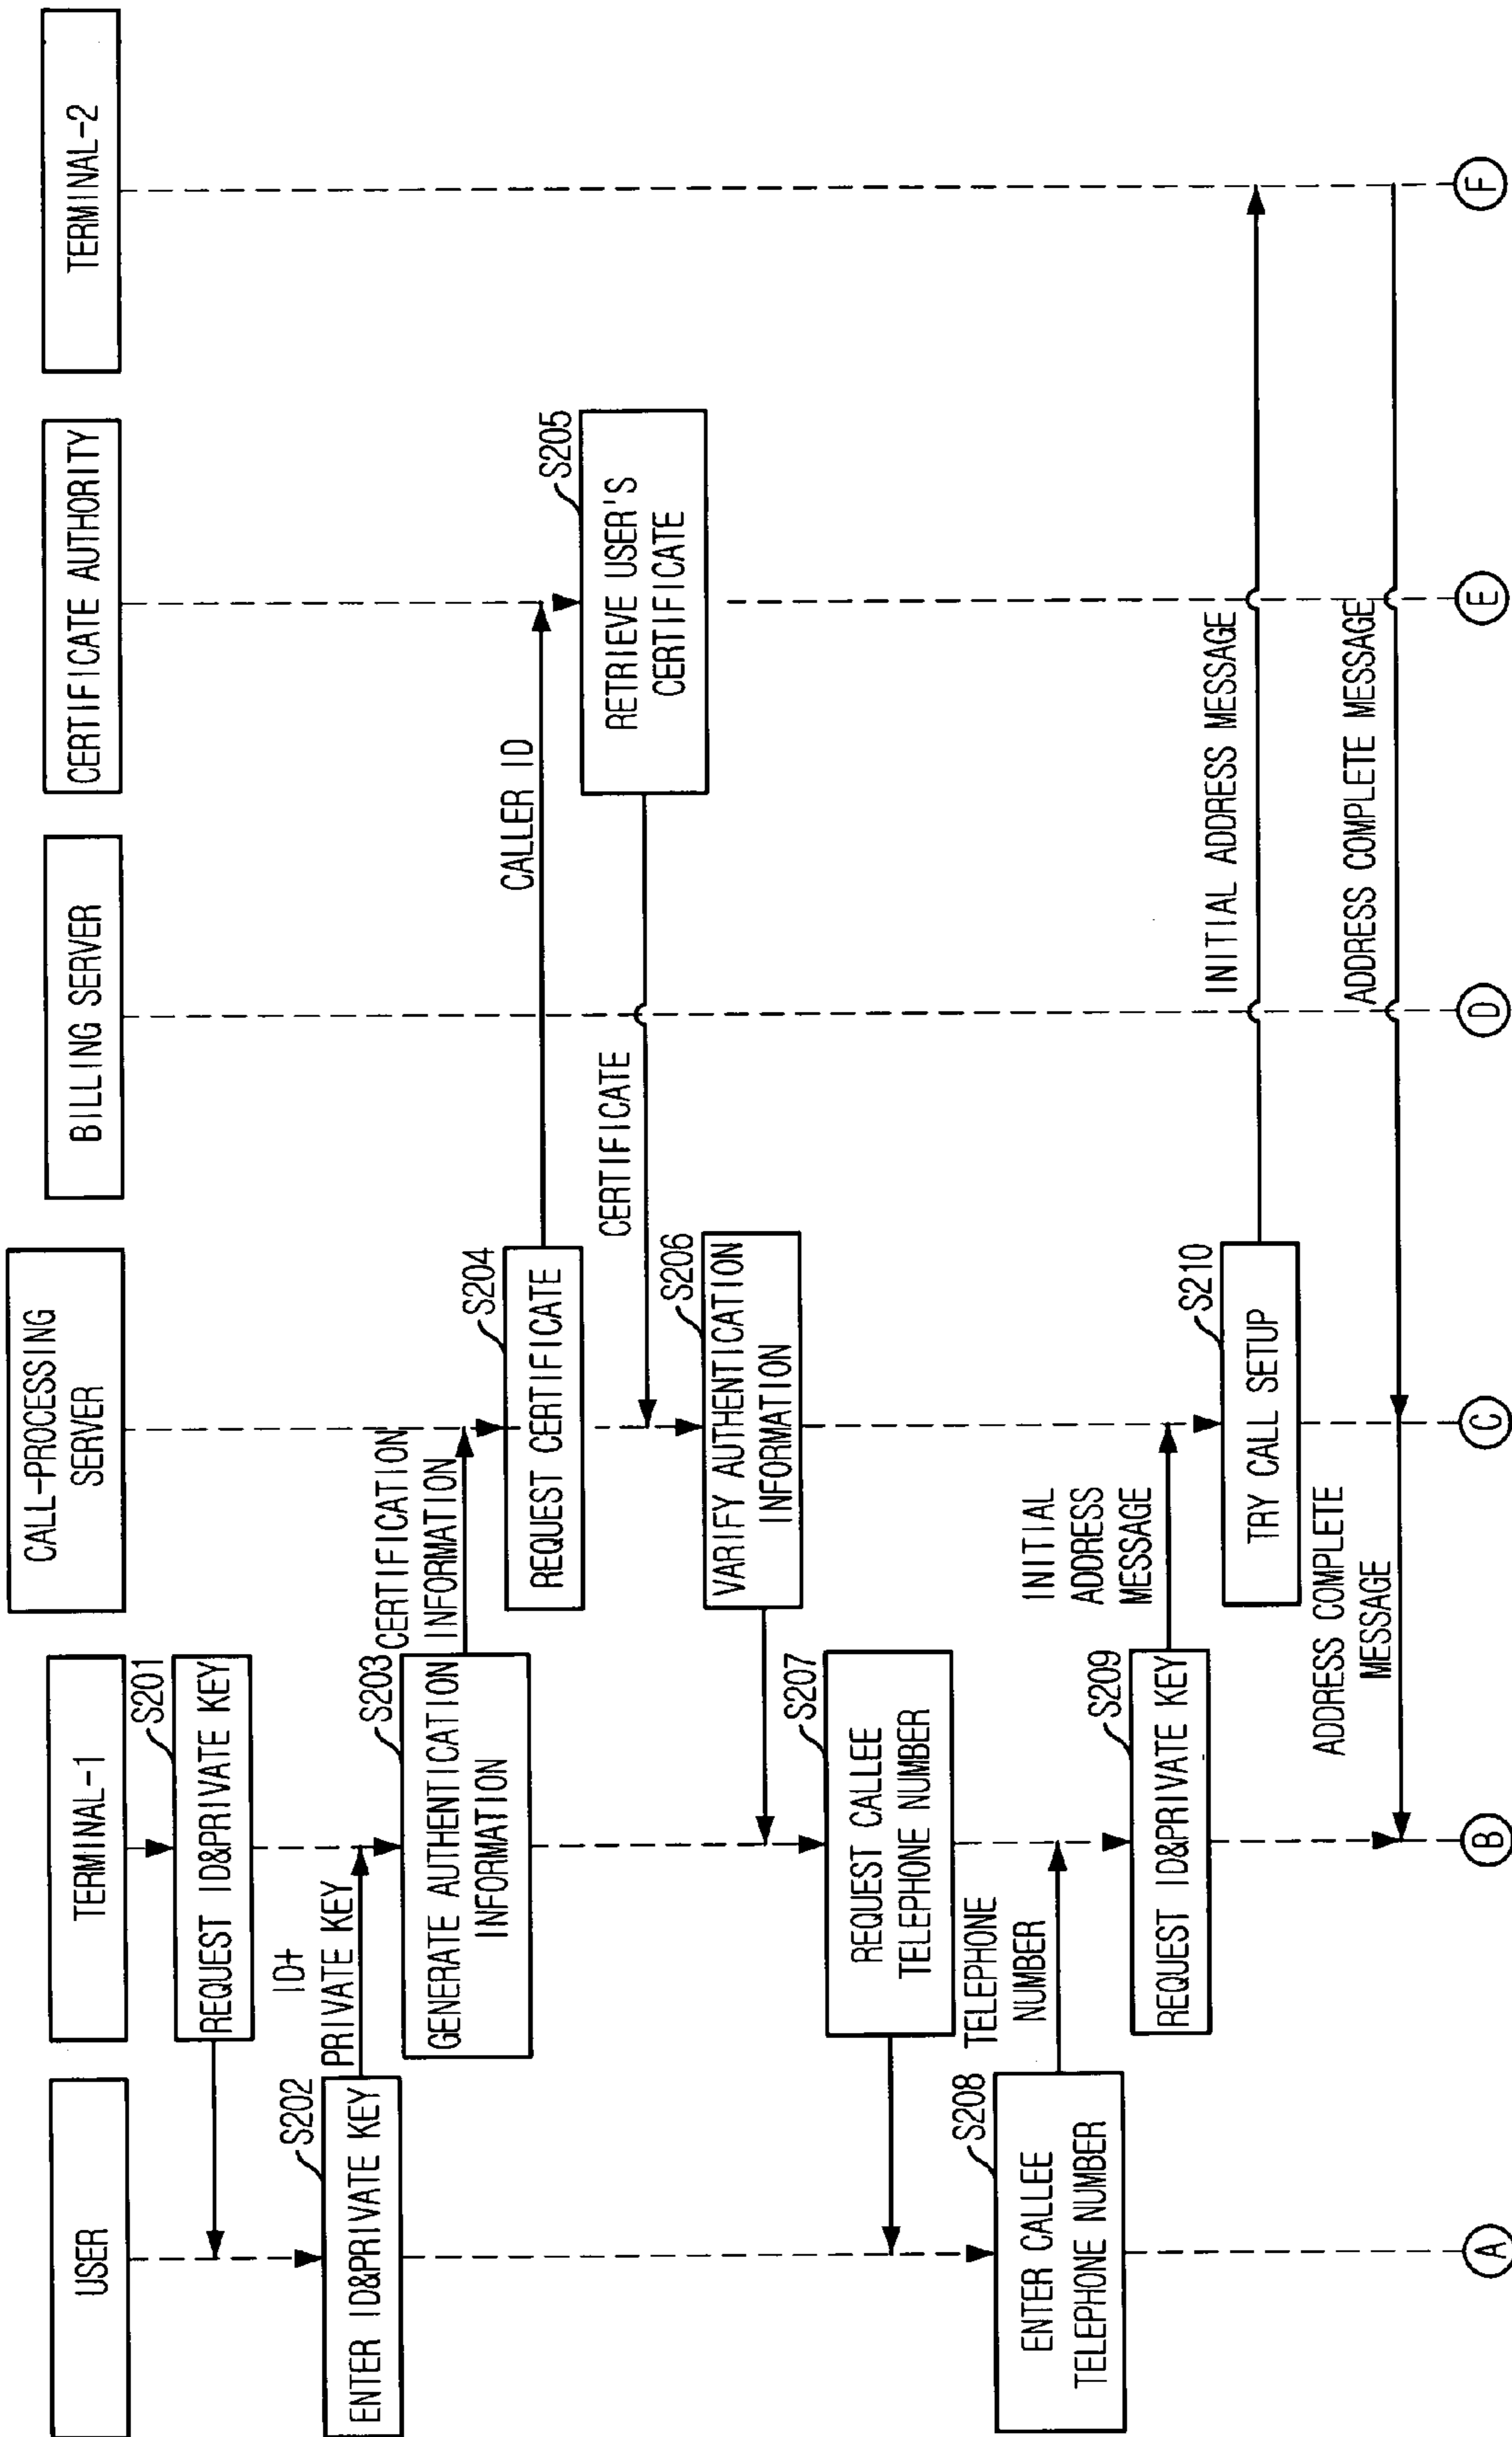 USER
TERMINAL-1
CALL-PROCESSING
SERVER
BILLING SERVER
CERTIFICATE AUTHORITY
TERMINAL-2
S201
REQUEST ID&PRIVATE KEY
S202
ENTER ID&PRIVATE KEY
ID+
PRIVATE KEY
S203
GENERATE AUTHENTICATION
INFORMATION
CERTIFICATION
INFORMATION
S204
REQUEST CERTIFICATE
CALLER ID
S205
RETRIEVE USER'S
CERTIFICATE
CERTIFICATE
S206
VARIFY AUTHENTICATION
INFORMATION
S207
REQUEST CALLEE
TELEPHONE NUMBER
S208
ENTER CALLEE
TELEPHONE NUMBER
TELEPHONE
NUMBER
S209
REQUEST ID&PRIVATE KEY
INITIAL
ADDRESS
MESSAGE
S210
TRY CALL SETUP
INITIAL ADDRESS MESSAGE
ADDRESS COMPLETE MESSAGE
ADDRESS COMPLETE
MESSAGE
A
B
C
D
E
F